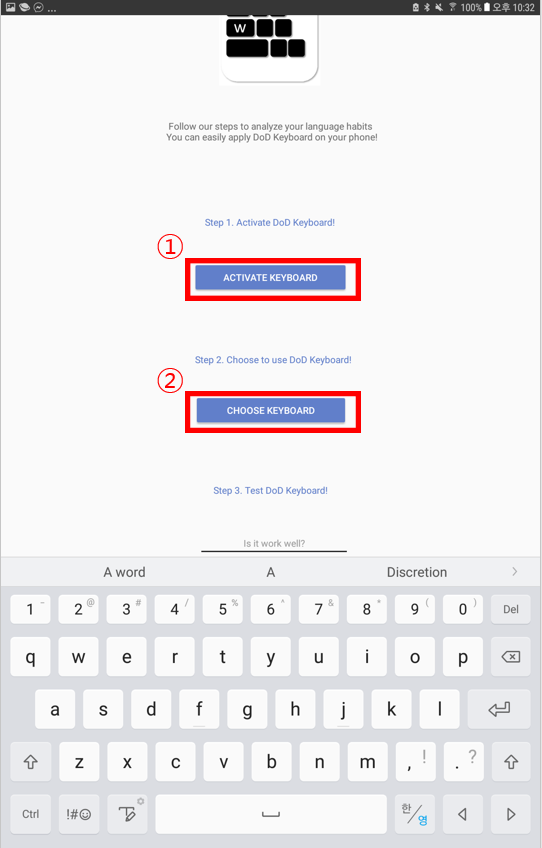 ... 100% 오후 10:32
W
Follow our steps to analyze your language habits
You can easily apply DoD Keyboard on your phone!
Step 1. Activate DoD Keyboard!
①
ACTIVATE KEYBOARD
Step 2. Choose to use DoD Keyboard!
②
CHOOSE KEYBOARD
Step 3. Test DoD Keyboard!
Is it work well?
A word A Discretion >
1 ~ 2 @ 3 # 4 / 5 % 6 ^ 7 & 8 * 9 ( 0 ) Del
q w e r t y u i o p
a s d f g h j k l
z x c v b n m , ! . ?
Ctrl !#☺ T 한/영